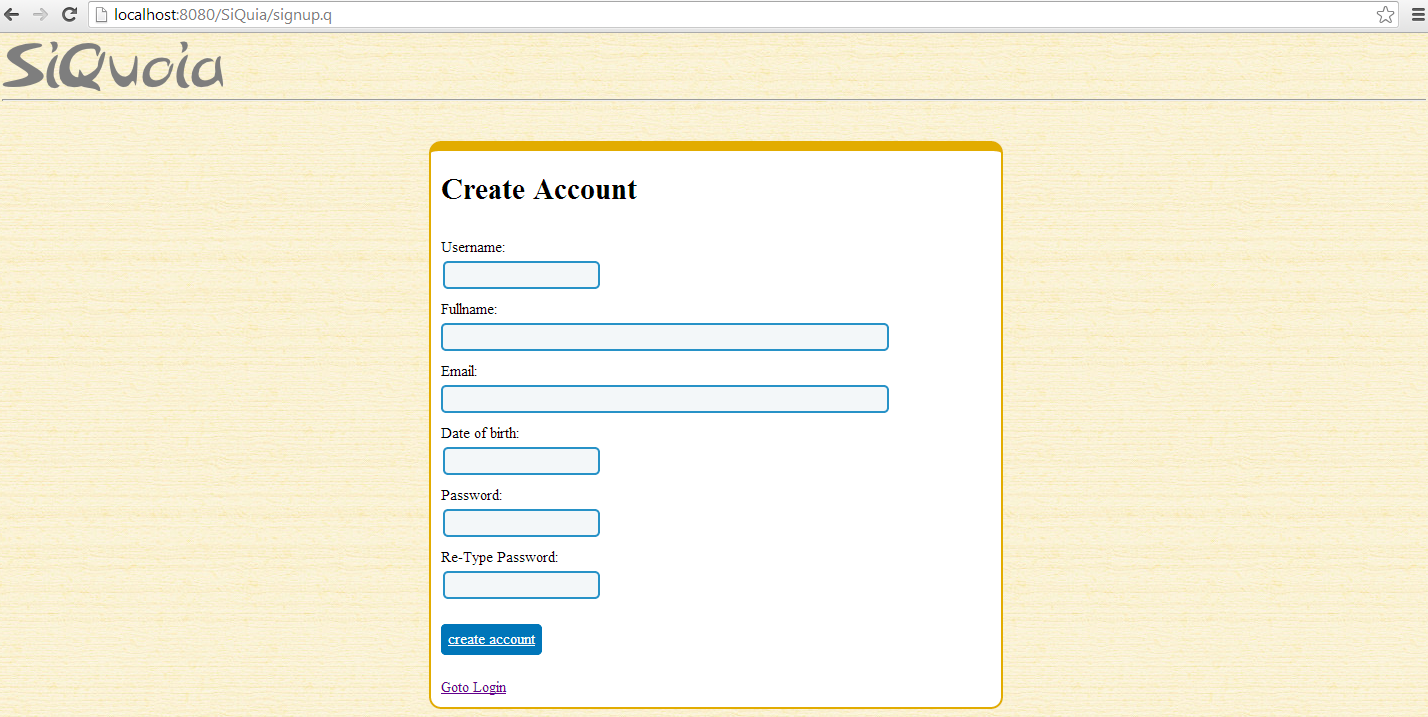 localhost:8080/SiQuia/signup.q
SiQuoia
Create Account
Username:
Fullname:
Email:
Date of birth:
Password:
Re-Type Password:
create account
Goto Login